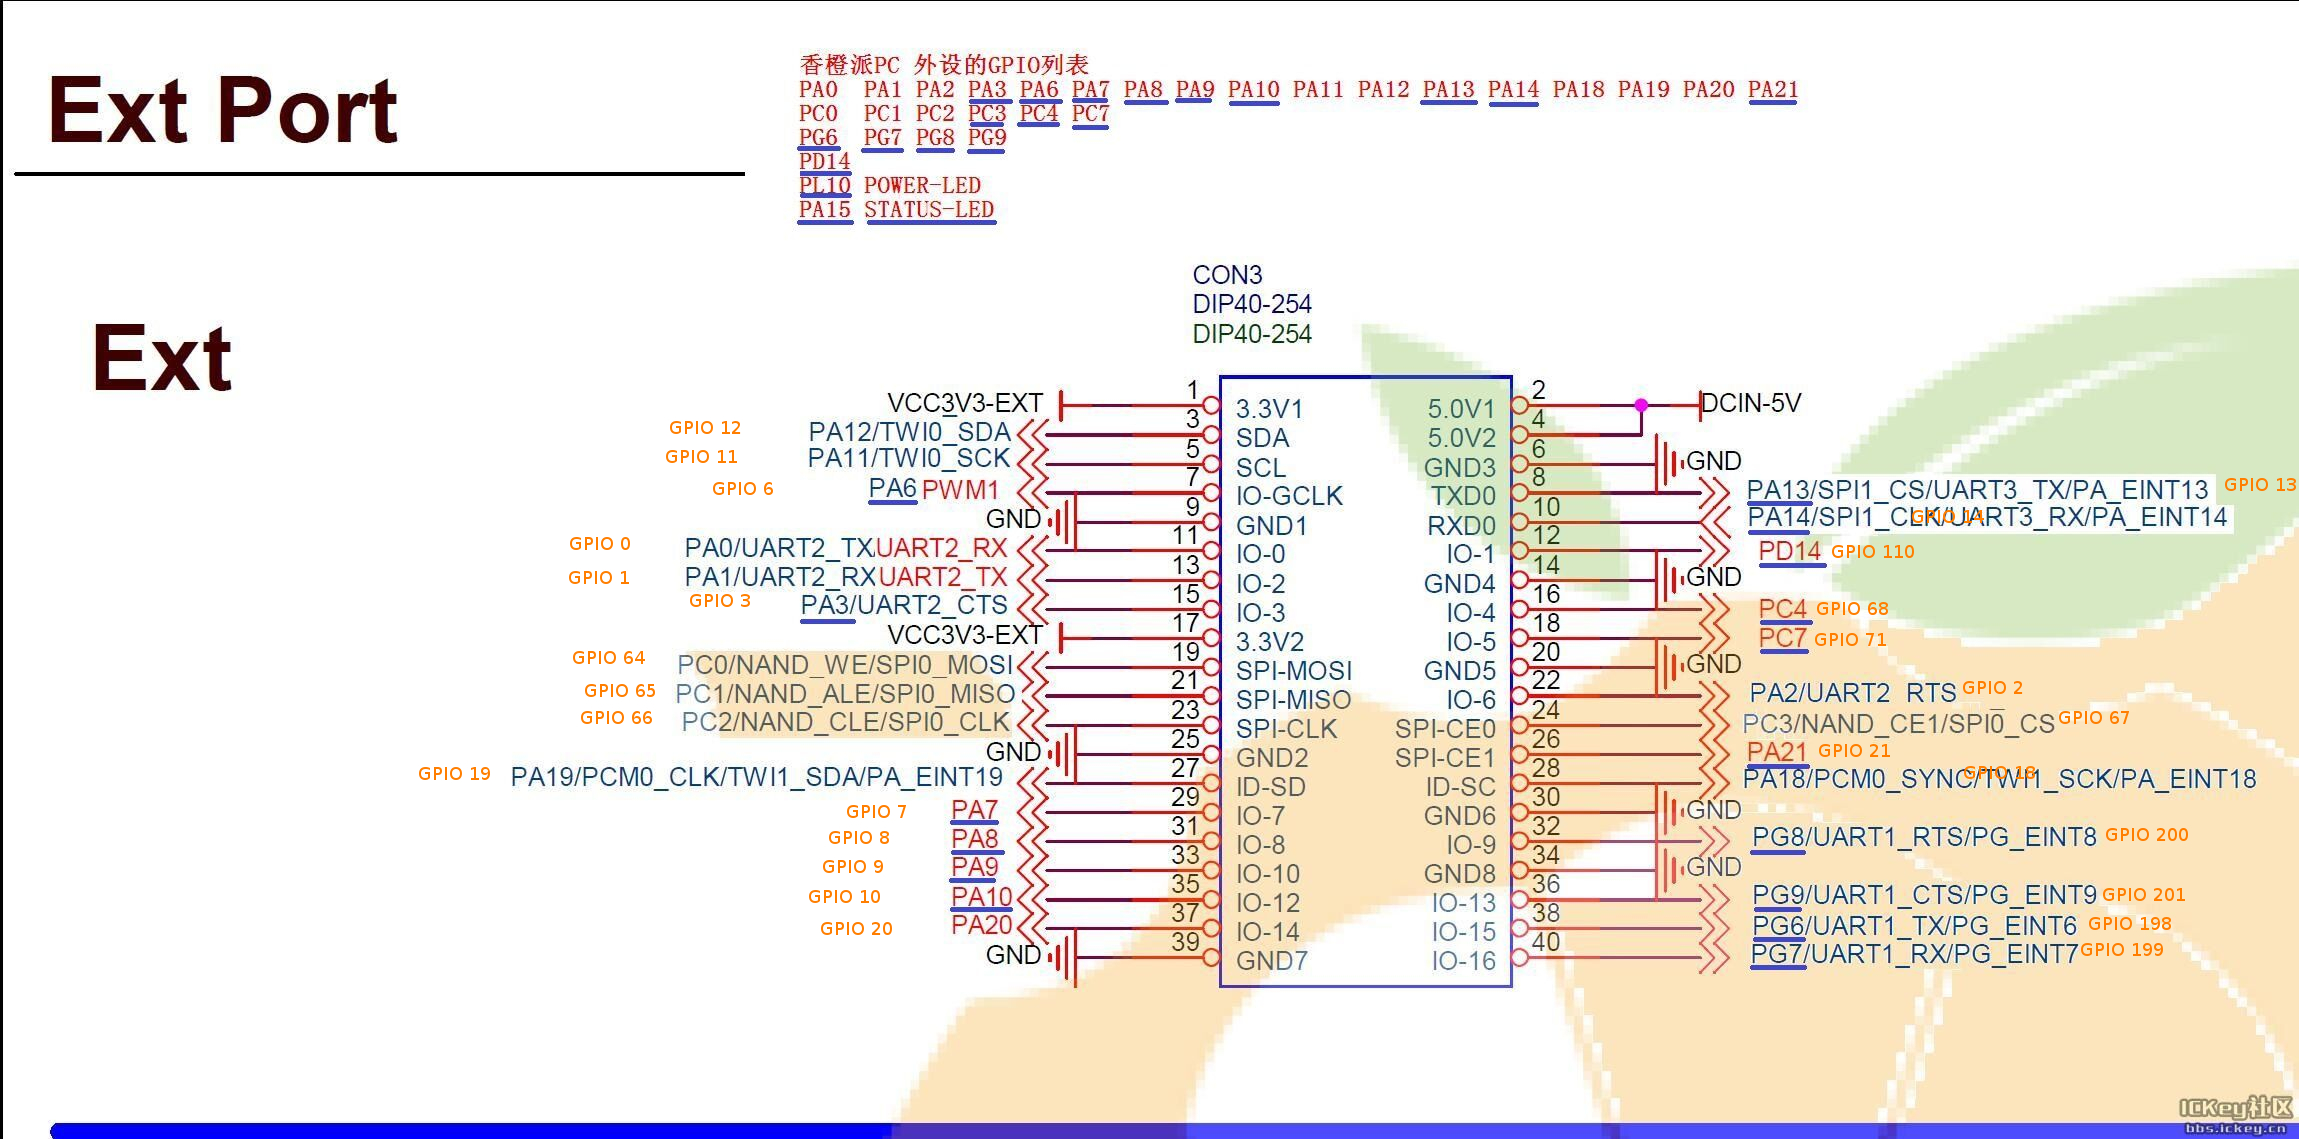 Ext Port
香橙派PC 外设的GPIO列表
PA0 PA1 PA2 PA3 PA6 PA7 PA8 PA9 PA10 PA11 PA12 PA13 PA14 PA18 PA19 PA20 PA21
PC0 PC1 PC2 PC3 PC4 PC7
PG6 PG7 PG8 PG9
PD14
PL10 POWER-LED
PA15 STATUS-LED
Ext
CON3
DIP40-254
DIP40-254
VCC3V3-EXT 1 3.3V1 5.0V1 2 DCIN-5V
GPIO 12 PA12/TWI0_SDA 3 SDA 5.0V2 4
GPIO 11 PA11/TWI0_SCK 5 SCL GND3 6 GND
GPIO 6 PA6 PWM1 7 IO-GCLK TXD0 8 PA13/SPI1_CS/UART3_TX/PA_EINT13 GPIO 13
GND 9 GND1 RXD0 10 PA14/SPI1_CLK/UART3_RX/PA_EINT14 GPIO 14
GPIO 0 PA0/UART2_TX UART2_RX 11 IO-0 IO-1 12 PD14 GPIO 110
GPIO 1 PA1/UART2_RX UART2_TX 13 IO-2 GND4 14 GND
GPIO 3 PA3/UART2_CTS 15 IO-3 IO-4 16 PC4 GPIO 68
VCC3V3-EXT 17 3.3V2 IO-5 18 PC7 GPIO 71
GPIO 64 PC0/NAND_WE/SPI0_MOSI 19 SPI-MOSI GND5 20 GND
GPIO 65 PC1/NAND_ALE/SPI0_MISO 21 SPI-MISO IO-6 22 PA2/UART2_RTS GPIO 2
GPIO 66 PC2/NAND_CLE/SPI0_CLK 23 SPI-CLK SPI-CE0 24 PC3/NAND_CE1/SPI0_CS GPIO 67
GND 25 GND2 SPI-CE1 26 PA21 GPIO 21
GPIO 19 PA19/PCM0_CLK/TWI1_SDA/PA_EINT19 27 ID-SD ID-SC 28 PA18/PCM0_SYNC/TWI1_SCK/PA_EINT18 GPIO 18
GPIO 7 PA7 29 IO-7 GND6 30 GND
GPIO 8 PA8 31 IO-8 IO-9 32 PG8/UART1_RTS/PG_EINT8 GPIO 200
GPIO 9 PA9 33 IO-10 GND8 34 GND
GPIO 10 PA10 35 IO-12 IO-13 36 PG9/UART1_CTS/PG_EINT9 GPIO 201
GPIO 20 PA20 37 IO-14 IO-15 38 PG6/UART1_TX/PG_EINT6 GPIO 198
GND 39 GND7 IO-16 40 PG7/UART1_RX/PG_EINT7 GPIO 199
ICKey社区
bbs.ickey.cn